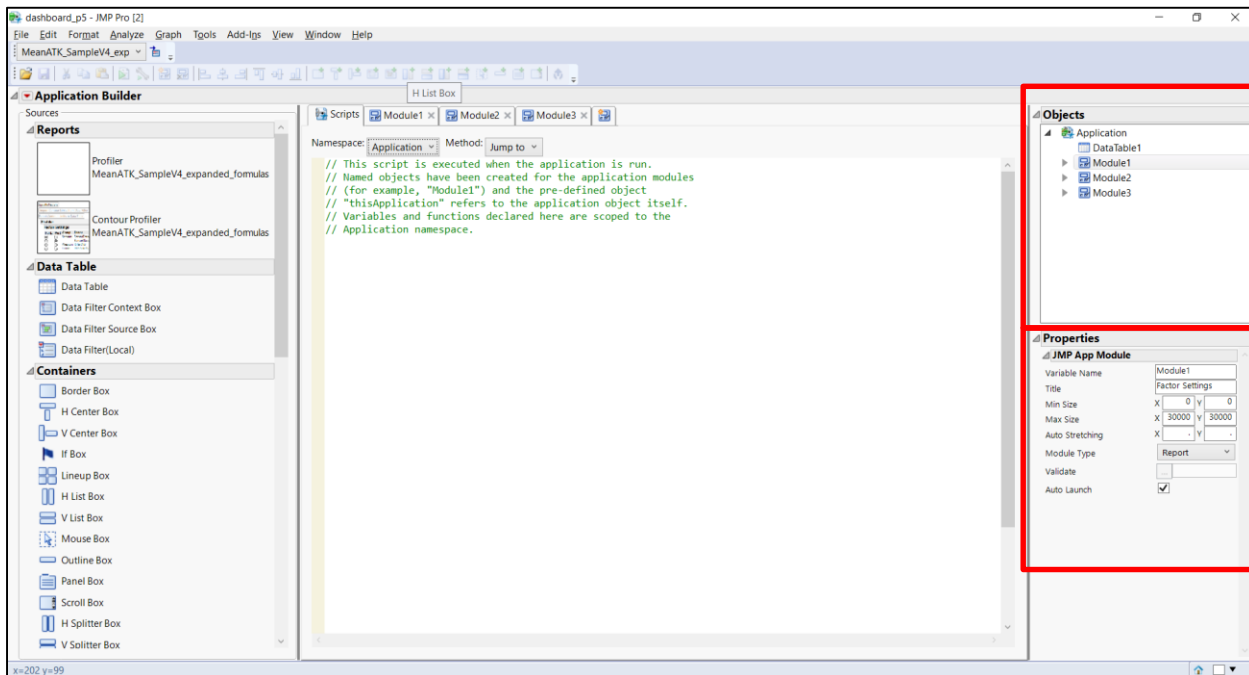 dashboard_p5 - JMP Pro [2]
File Edit Format Analyze Graph Tools Add-Ins View Window Help
MeanATK_SampleV4_exp
H List Box
Application Builder
Sources
Reports
Profiler
MeanATK_SampleV4_expanded_formulas
Contour Profiler
MeanATK_SampleV4_expanded_formulas
Data Table
Data Table
Data Filter Context Box
Data Filter Source Box
Data Filter(Local)
Containers
Border Box
H Center Box
V Center Box
If Box
Lineup Box
H List Box
V List Box
Mouse Box
Outline Box
Panel Box
Scroll Box
H Splitter Box
V Splitter Box
Scripts Module1 Module2 Module3
Namespace: Application Method: Jump to
// This script is executed when the application is run.
// Named objects have been created for the application modules
// (for example, "Module1") and the pre-defined object
// "thisApplication" refers to the application object itself.
// Variables and functions declared here are scoped to the
// Application namespace.
Objects
Application
DataTable1
Module1
Module2
Module3
Properties
JMP App Module
Variable Name Module1
Title Factor Settings
Min Size X 0 Y 0
Max Size X 30000 Y 30000
Auto Stretching X . Y .
Module Type Report
Validate ...
Auto Launch
x=202 y=99